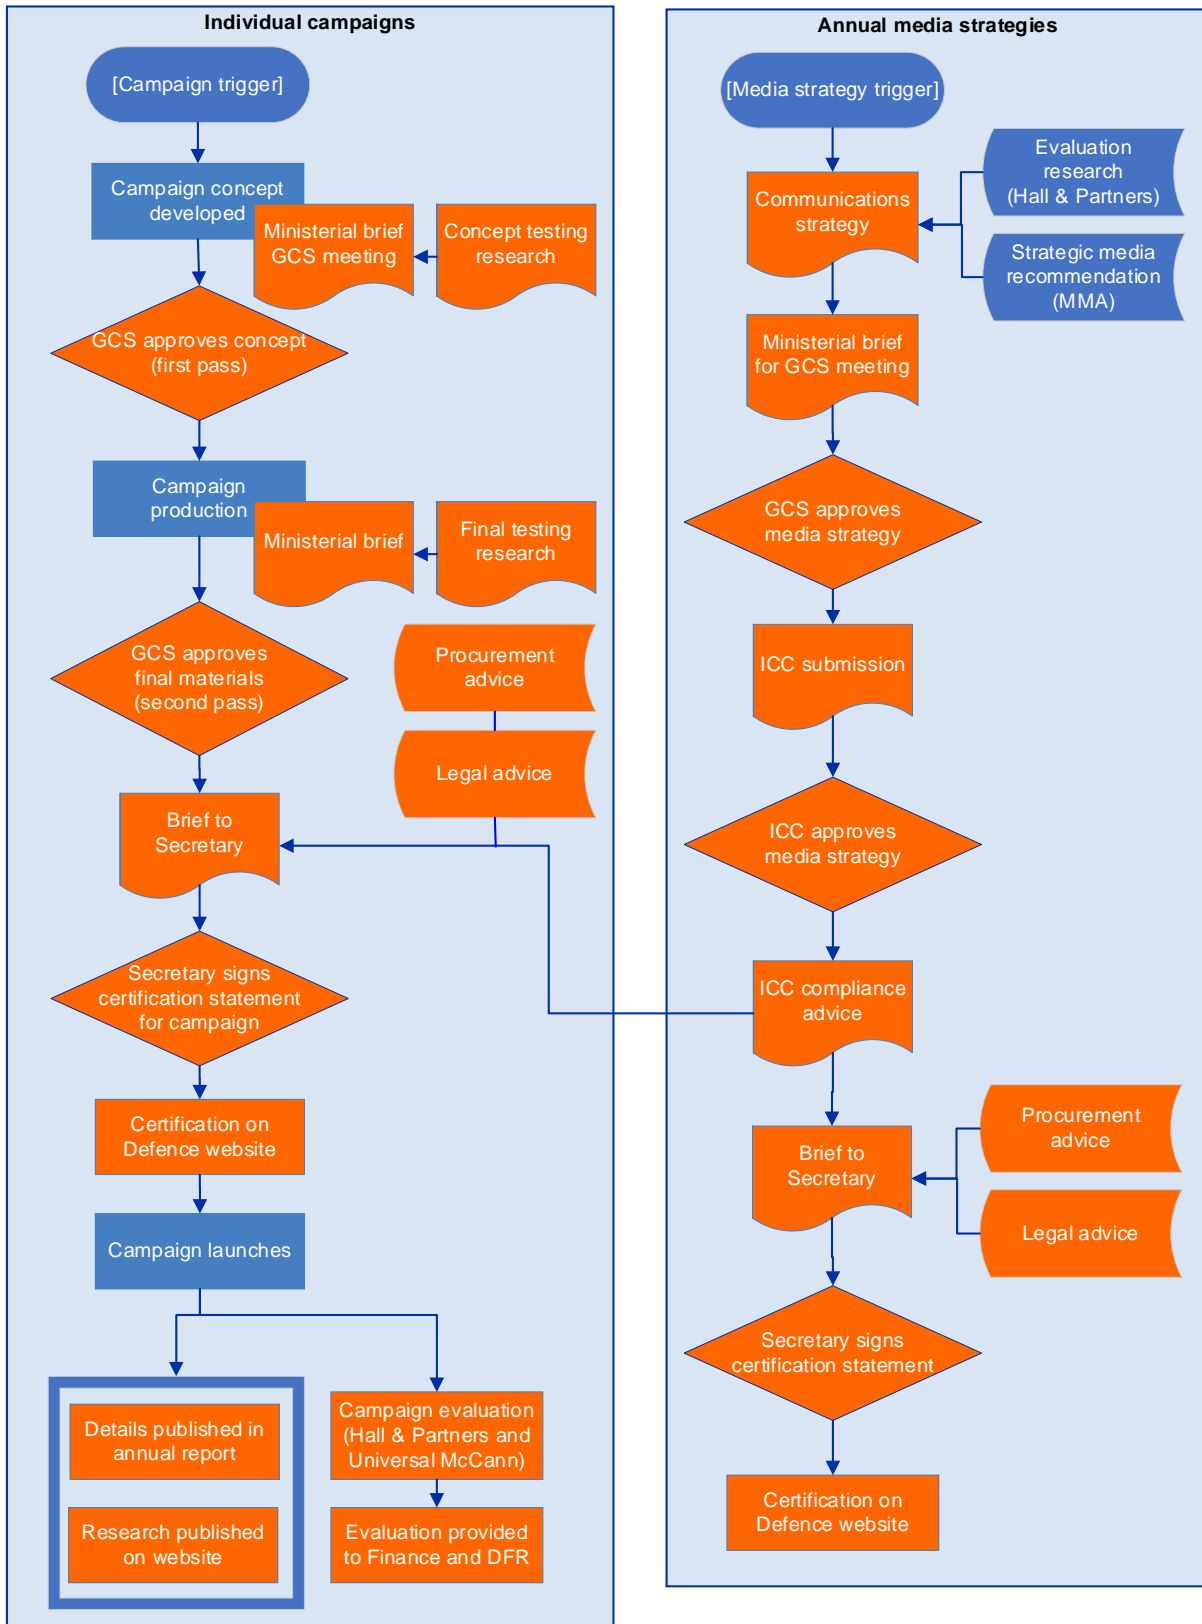 Individual campaigns
[Campaign trigger]
Campaign concept
developed
Ministerial brief
GCS meeting
Concept testing
research
GCS approves concept
(first pass)
Campaign
production
Ministerial brief
Final testing
research
GCS approves
final materials
(second pass)
Procurement
advice
Legal advice
Brief to
Secretary
Secretary signs
certification statement
for campaign
Certification on
Defence website
Campaign launches
Details published in
annual report
Research published
on website
Campaign evaluation
(Hall & Partners and
Universal McCann)
Evaluation provided
to Finance and DFR
Annual media strategies
[Media strategy trigger]
Communications
strategy
Evaluation
research
(Hall & Partners)
Strategic media
recommendation
(MMA)
Ministerial brief
for GCS meeting
GCS approves
media strategy
ICC submission
ICC approves
media strategy
ICC compliance
advice
Brief to
Secretary
Procurement
advice
Legal advice
Secretary signs
certification statement
Certification on
Defence website